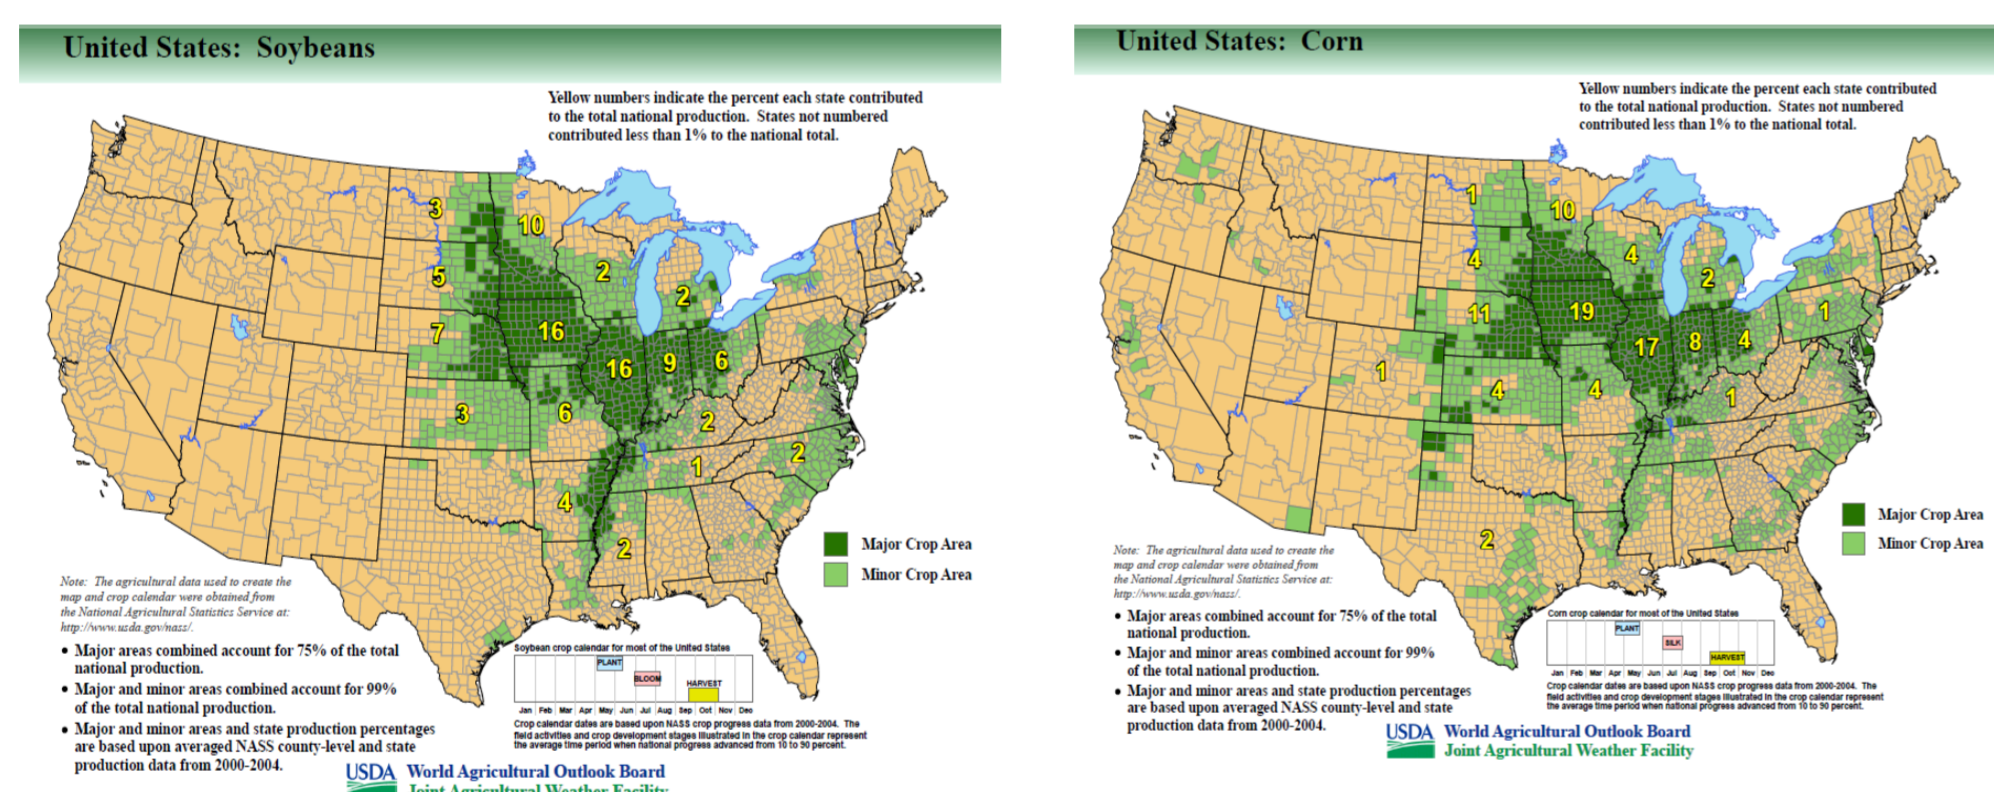 United States:  Soybeans
Yellow numbers indicate the percent each state contributed
to the total national production.  States not numbered
contributed less than 1% to the national total.
3
10
5
2
2
7
16
16
9
6
3
6
2
2
1
4
2
Major Crop Area
Minor Crop Area
Note:  The agricultural data used to create the
map and crop calendar were obtained from
the National Agricultural Statistics Service at:
http://www.usda.gov/nass/.
• Major areas combined account for 75% of the total
national production.
• Major and minor areas combined account for 99%
of the total national production.
• Major and minor areas and state production percentages
are based upon averaged NASS county-level and state
production data from 2000-2004.
Soybean crop calendar for most of the United States
PLANT
BLOOM
HARVEST
Jan Feb Mar Apr May Jun Jul Aug Sep Oct Nov Dec
Crop calendar dates are based upon NASS crop progress data from 2000-2004.  The
field activities and crop development stages illustrated in the crop calendar represent
the average time period when national progress advanced from 10 to 90 percent.
USDA World Agricultural Outlook Board
Joint Agricultural Weather Facility
United States:  Corn
Yellow numbers indicate the percent each state contributed
to the total national production.  States not numbered
contributed less than 1% to the national total.
1
10
4
4
2
11
19
17
8
4
1
1
4
4
1
2
Major Crop Area
Minor Crop Area
Note:  The agricultural data used to create the
map and crop calendar were obtained from
the National Agricultural Statistics Service at:
http://www.usda.gov/nass/.
• Major areas combined account for 75% of the total
national production.
• Major and minor areas combined account for 99%
of the total national production.
• Major and minor areas and state production percentages
are based upon averaged NASS county-level and state
production data from 2000-2004.
Corn crop calendar for most of the United States
PLANT
SILK
HARVEST
Jan Feb Mar Apr May Jun Jul Aug Sep Oct Nov Dec
Crop calendar dates are based upon NASS crop progress data from 2000-2004.  The
field activities and crop development stages illustrated in the crop calendar represent
the average time period when national progress advanced from 10 to 90 percent.
USDA World Agricultural Outlook Board
Joint Agricultural Weather Facility